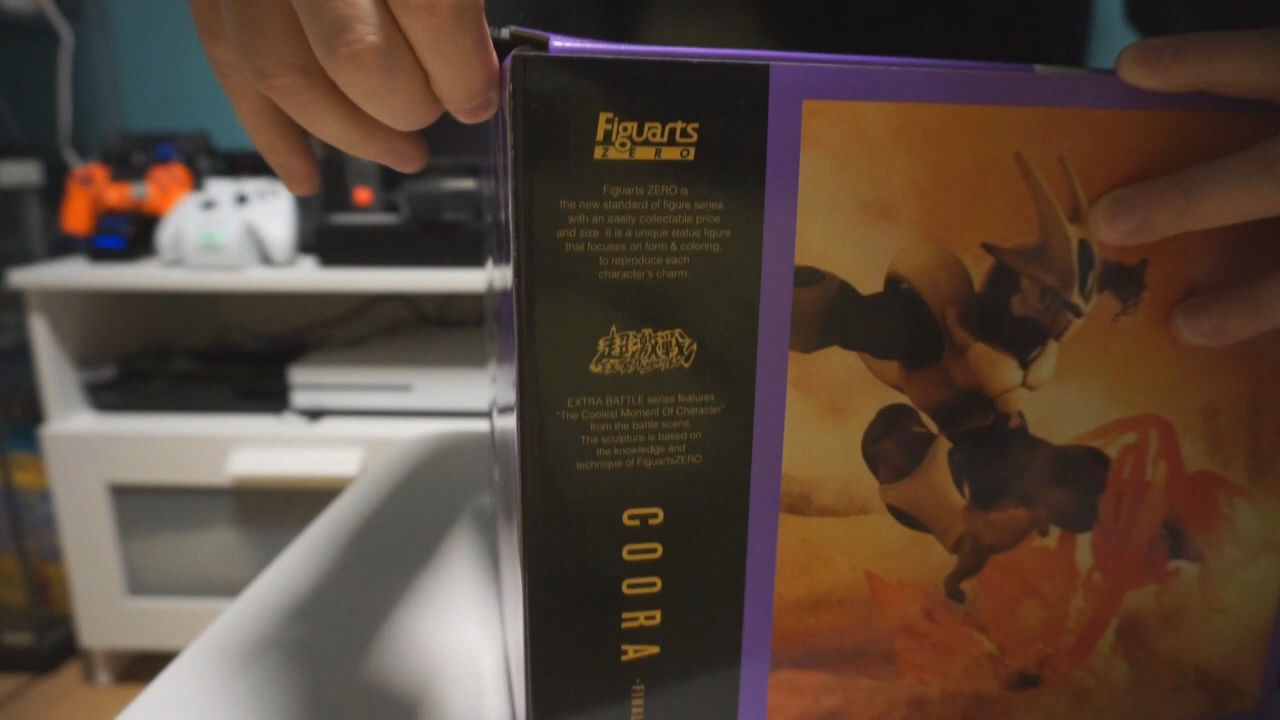 Figuarts
ZERO
Figuarts ZERO is
the new standard of figure series,
with an easily collectable price
and size. It is a unique statue figure
that focuses on form & coloring,
to reproduce each
character's charm.
超激戦
EXTRA BATTLE
EXTRA BATTLE series features
"The Coolest Moment Of Character"
from the battle scene.
The sculpture is based on
the knowledge and
technique of FiguartsZERO.
COORA
-FINAL